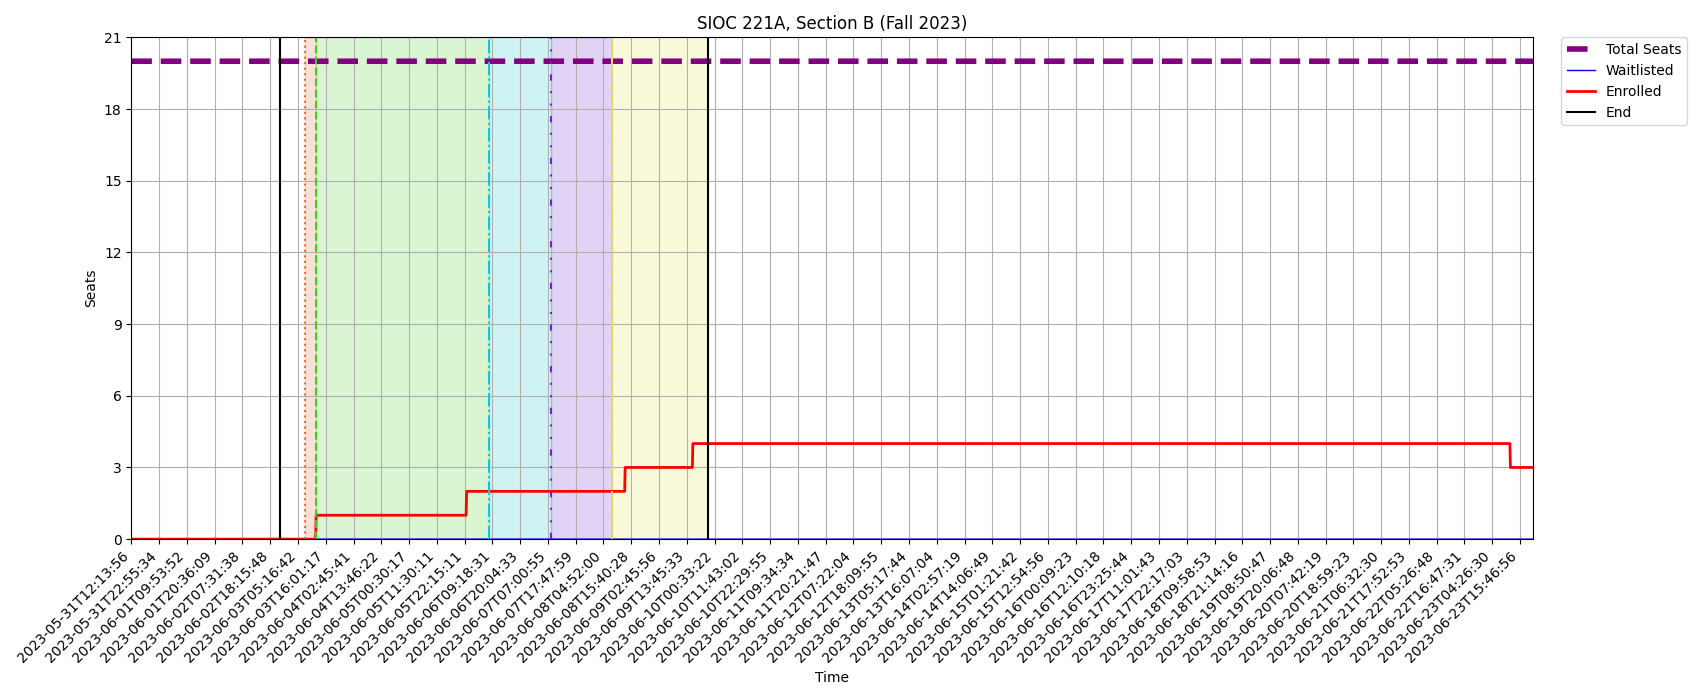 SIOC 221A, Section B (Fall 2023)
21
18
15
12
9
6
3
0
Seats
Total Seats
Waitlisted
Enrolled
End
2023-05-31T12:13:56
2023-05-31T22:55:34
2023-06-01T09:53:52
2023-06-01T20:36:09
2023-06-02T07:31:38
2023-06-02T18:15:48
2023-06-03T05:16:42
2023-06-03T16:01:17
2023-06-04T02:45:41
2023-06-04T13:46:22
2023-06-05T00:30:17
2023-06-05T11:30:11
2023-06-05T22:15:11
2023-06-06T09:18:31
2023-06-06T20:04:33
2023-06-07T07:00:55
2023-06-07T17:47:59
2023-06-08T04:52:00
2023-06-08T15:40:28
2023-06-09T02:45:56
2023-06-09T13:45:33
2023-06-10T00:33:22
2023-06-10T11:43:02
2023-06-10T22:29:55
2023-06-11T09:34:34
2023-06-11T20:21:47
2023-06-12T07:22:04
2023-06-12T18:09:55
2023-06-13T05:17:44
2023-06-13T16:07:04
2023-06-14T02:57:19
2023-06-14T14:06:49
2023-06-15T01:21:42
2023-06-15T12:54:56
2023-06-16T00:09:23
2023-06-16T12:10:18
2023-06-16T23:25:44
2023-06-17T11:01:43
2023-06-17T22:17:03
2023-06-18T09:58:53
2023-06-18T21:14:16
2023-06-19T08:50:47
2023-06-19T20:06:48
2023-06-20T07:42:19
2023-06-20T18:59:23
2023-06-21T06:32:30
2023-06-21T17:52:53
2023-06-22T05:26:48
2023-06-22T16:47:31
2023-06-23T04:26:30
2023-06-23T15:46:56
Time